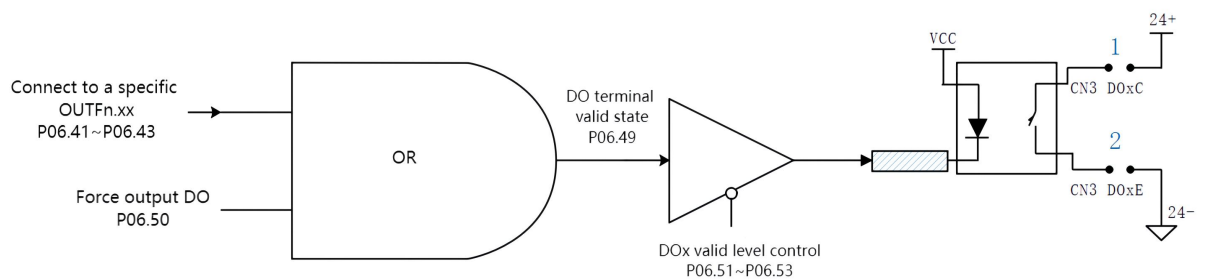 Connect to a specific
OUTFn.xx
P06.41~P06.43
Force output DO
P06.50
OR
DO terminal
valid state
P06.49
DOx valid level control
P06.51~P06.53
VCC
1
24+
CN3 DOxC
2
CN3 DOxE
24-